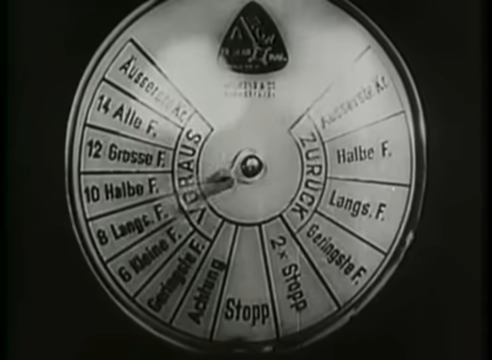 Äusserste Kr.
14 Alle F.
12 Grosse F.
10 Halbe F.
8 Langs. F.
6 Kleine F.
Geringste F.
Achtung
Stopp
2 x Stopp
Geringste F.
Langs. F.
Halbe F.
Äusserste Kr.
VORAUS
ZURÜCK